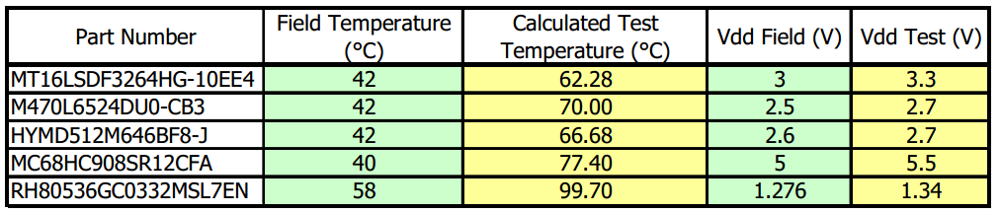 Part Number Field Temperature (°C) Calculated Test Temperature (°C) Vdd Field (V) Vdd Test (V)
MT16LSDF3264HG-10EE4 42 62.28 3 3.3
M470L6524DU0-CB3 42 70.00 2.5 2.7
HYMD512M646BF8-J 42 66.68 2.6 2.7
MC68HC908SR12CFA 40 77.40 5 5.5
RH80536GC0332MSL7EN 58 99.70 1.276 1.34